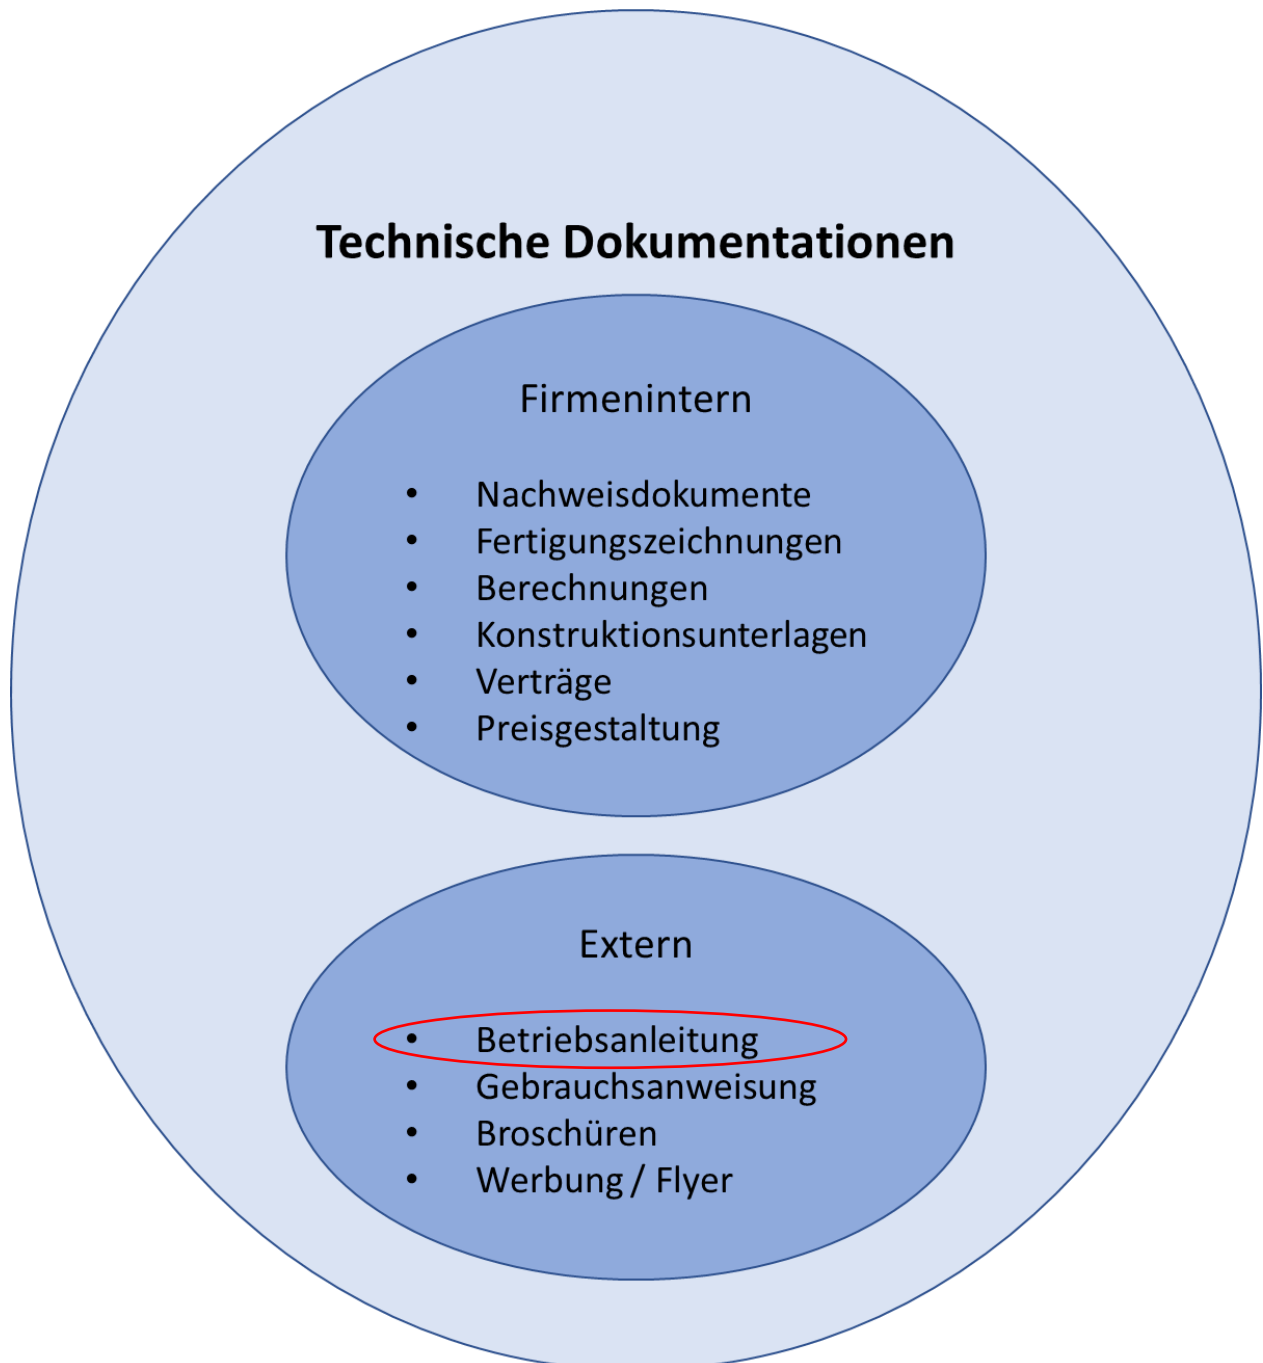 Technische Dokumentationen
Firmenintern
• Nachweisdokumente
• Fertigungszeichnungen
• Berechnungen
• Konstruktionsunterlagen
• Verträge
• Preisgestaltung
Extern
• Betriebsanleitung
• Gebrauchsanweisung
• Broschüren
• Werbung / Flyer